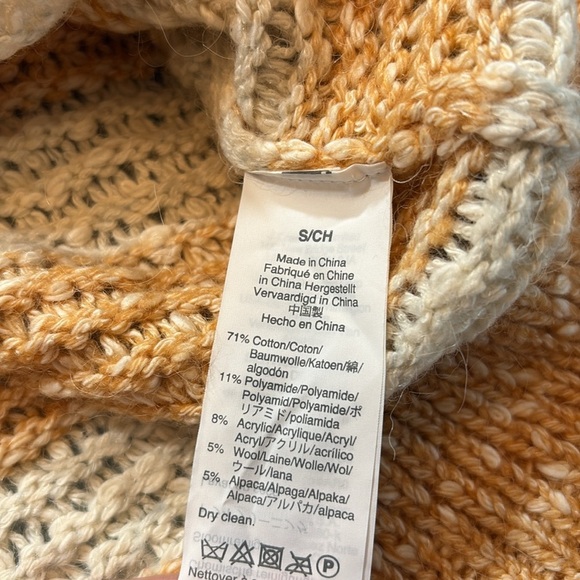 S/CH
Made in China
Fabriqué en Chine
in China Hergestellt
Vervaardigd in China
中国製
Hecho en China
71% Cotton/Coton/
Baumwolle/Katoen/綿/
algodón
11% Polyamide/Polyamide/
Polyamid/Polyamide/ポ
リアミド/poliamida
8% Acrylic/Acrylique/Acryl/
Acryl/アクリル/acrílico
5% Wool/Laine/Wolle/Wol/
ウール/lana
5% Alpaca/Alpaga/Alpaka/
Alpaca/アルパカ/alpaca
Dry clean.
P
Nettoyer